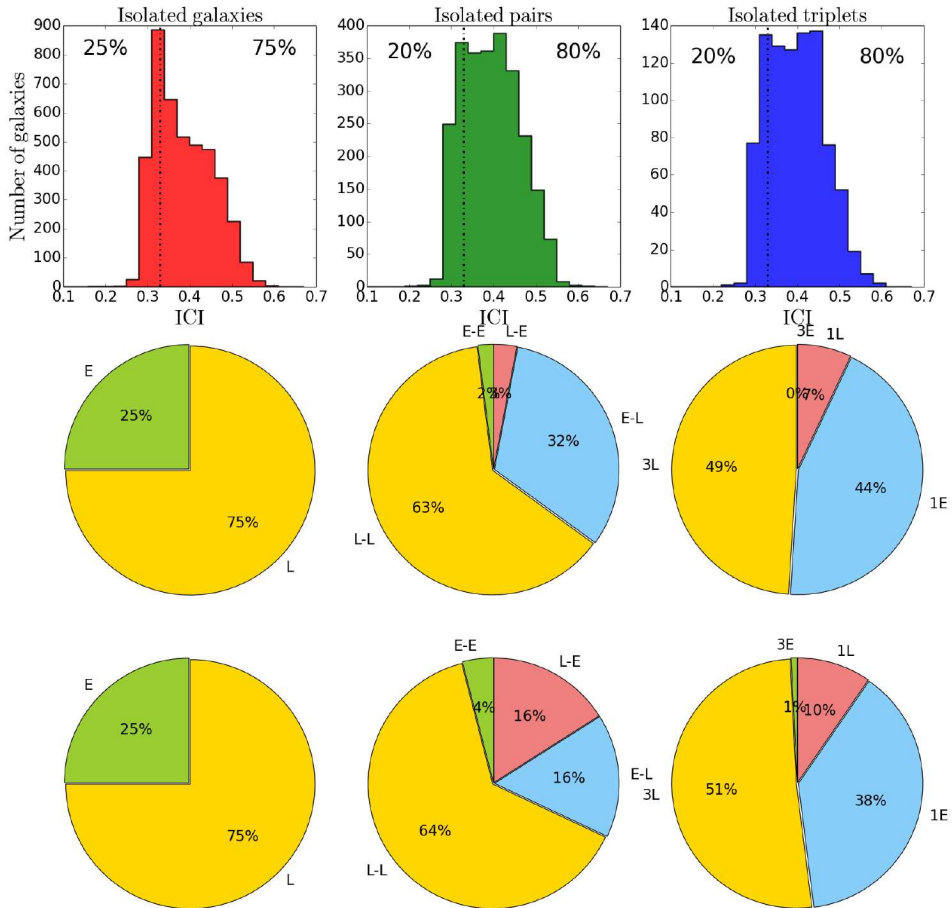 Isolated galaxies
Isolated pairs
Isolated triplets
Number of galaxies
900
800
700
600
500
400
300
200
100
0
25%
75%
0.1 0.2 0.3 0.4 0.5 0.6 0.7
ICI
400
350
300
250
200
150
100
50
0
20%
80%
0.1 0.2 0.3 0.4 0.5 0.6 0.7
ICI
140
120
100
80
60
40
20
0
20%
80%
0.1 0.2 0.3 0.4 0.5 0.6 0.7
ICI
E
25%
75%
L
E-E
L-E
2%
3%
E-L
32%
63%
L-L
3E
1L
0%
7%
3L
49%
44%
1E
E
25%
75%
L
E-E
L-E
4%
16%
E-L
16%
64%
L-L
3E
1L
1%
10%
3L
51%
38%
1E